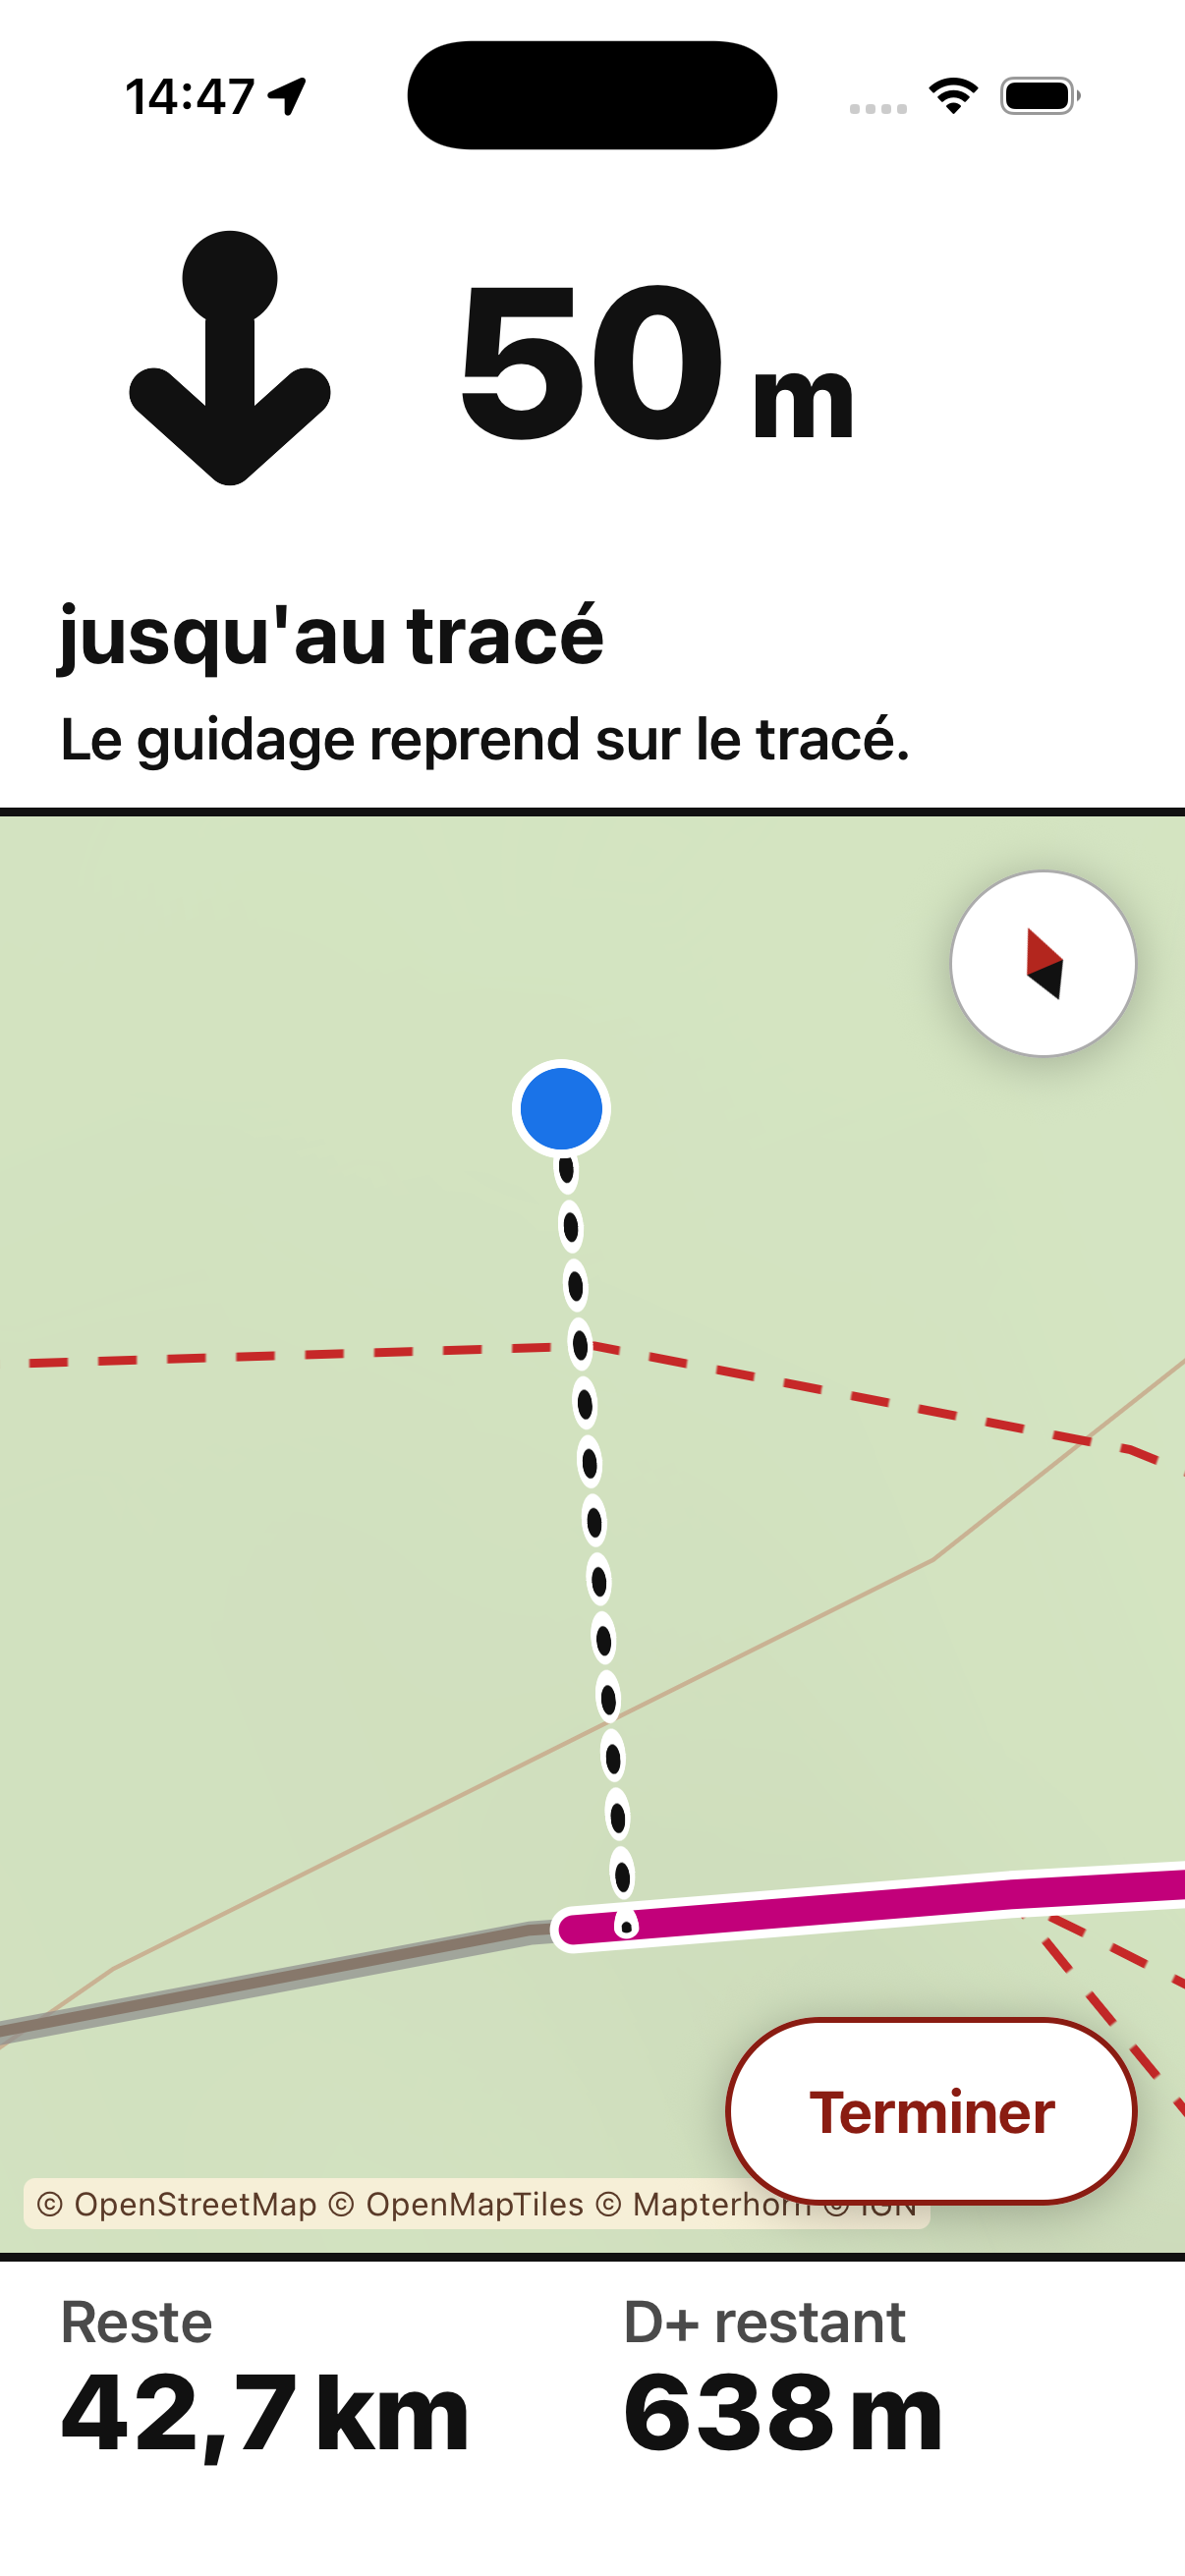 14:47
50 m
jusqu'au tracé
Le guidage reprend sur le tracé.
Terminer
© OpenStreetMap © OpenMapTiles © Mapterhorn © IGN
Reste
D+ restant
42,7 km
638 m